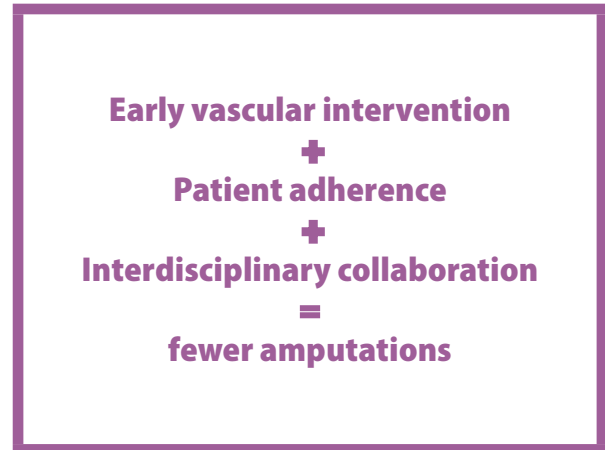 Early vascular intervention
+
Patient adherence
+
Interdisciplinary collaboration
=
fewer amputations